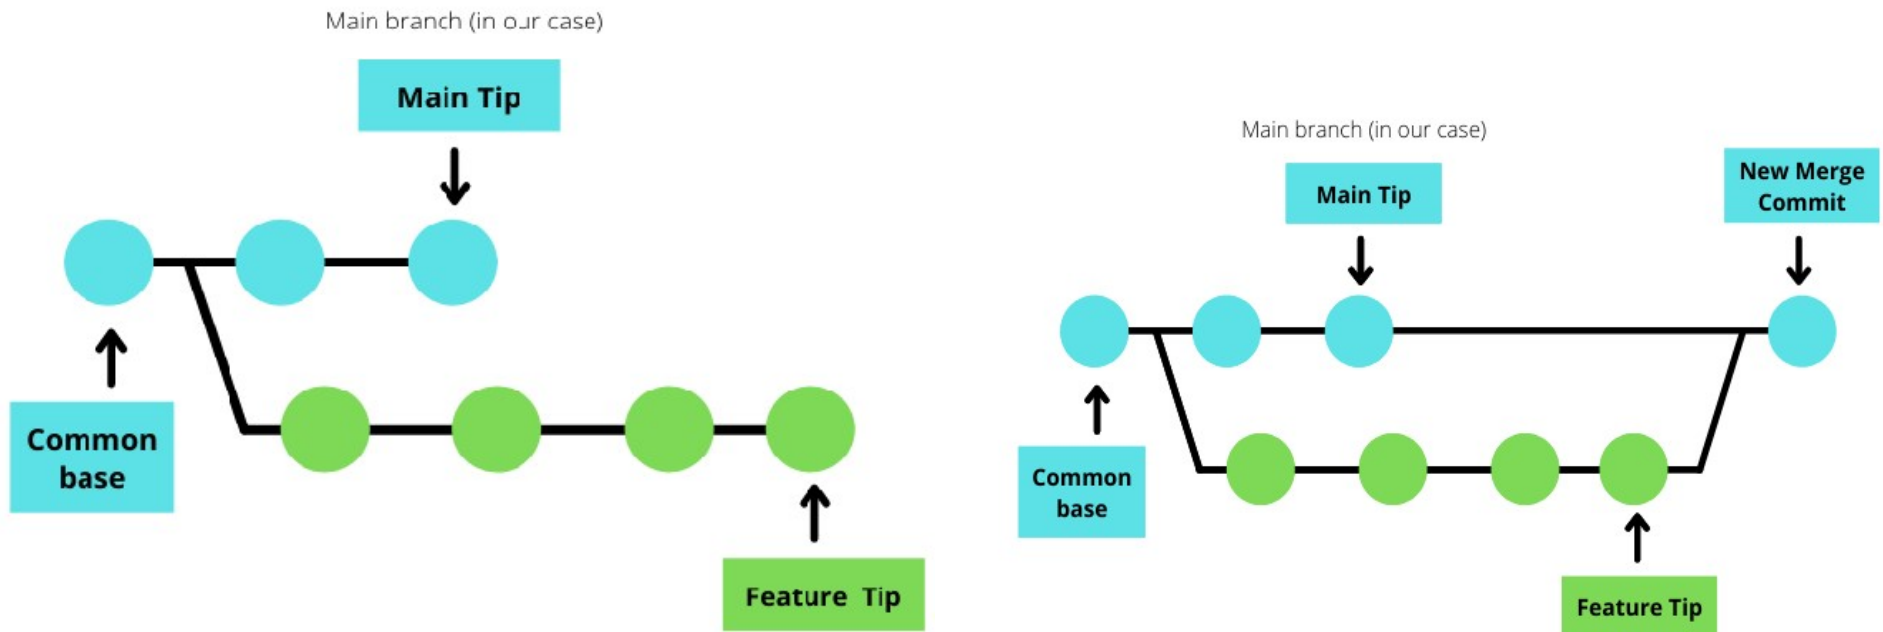 Main branch (in our case)
Main Tip
Common
base
Feature Tip
Main branch (in our case)
Main Tip
New Merge
Commit
Common
base
Feature Tip